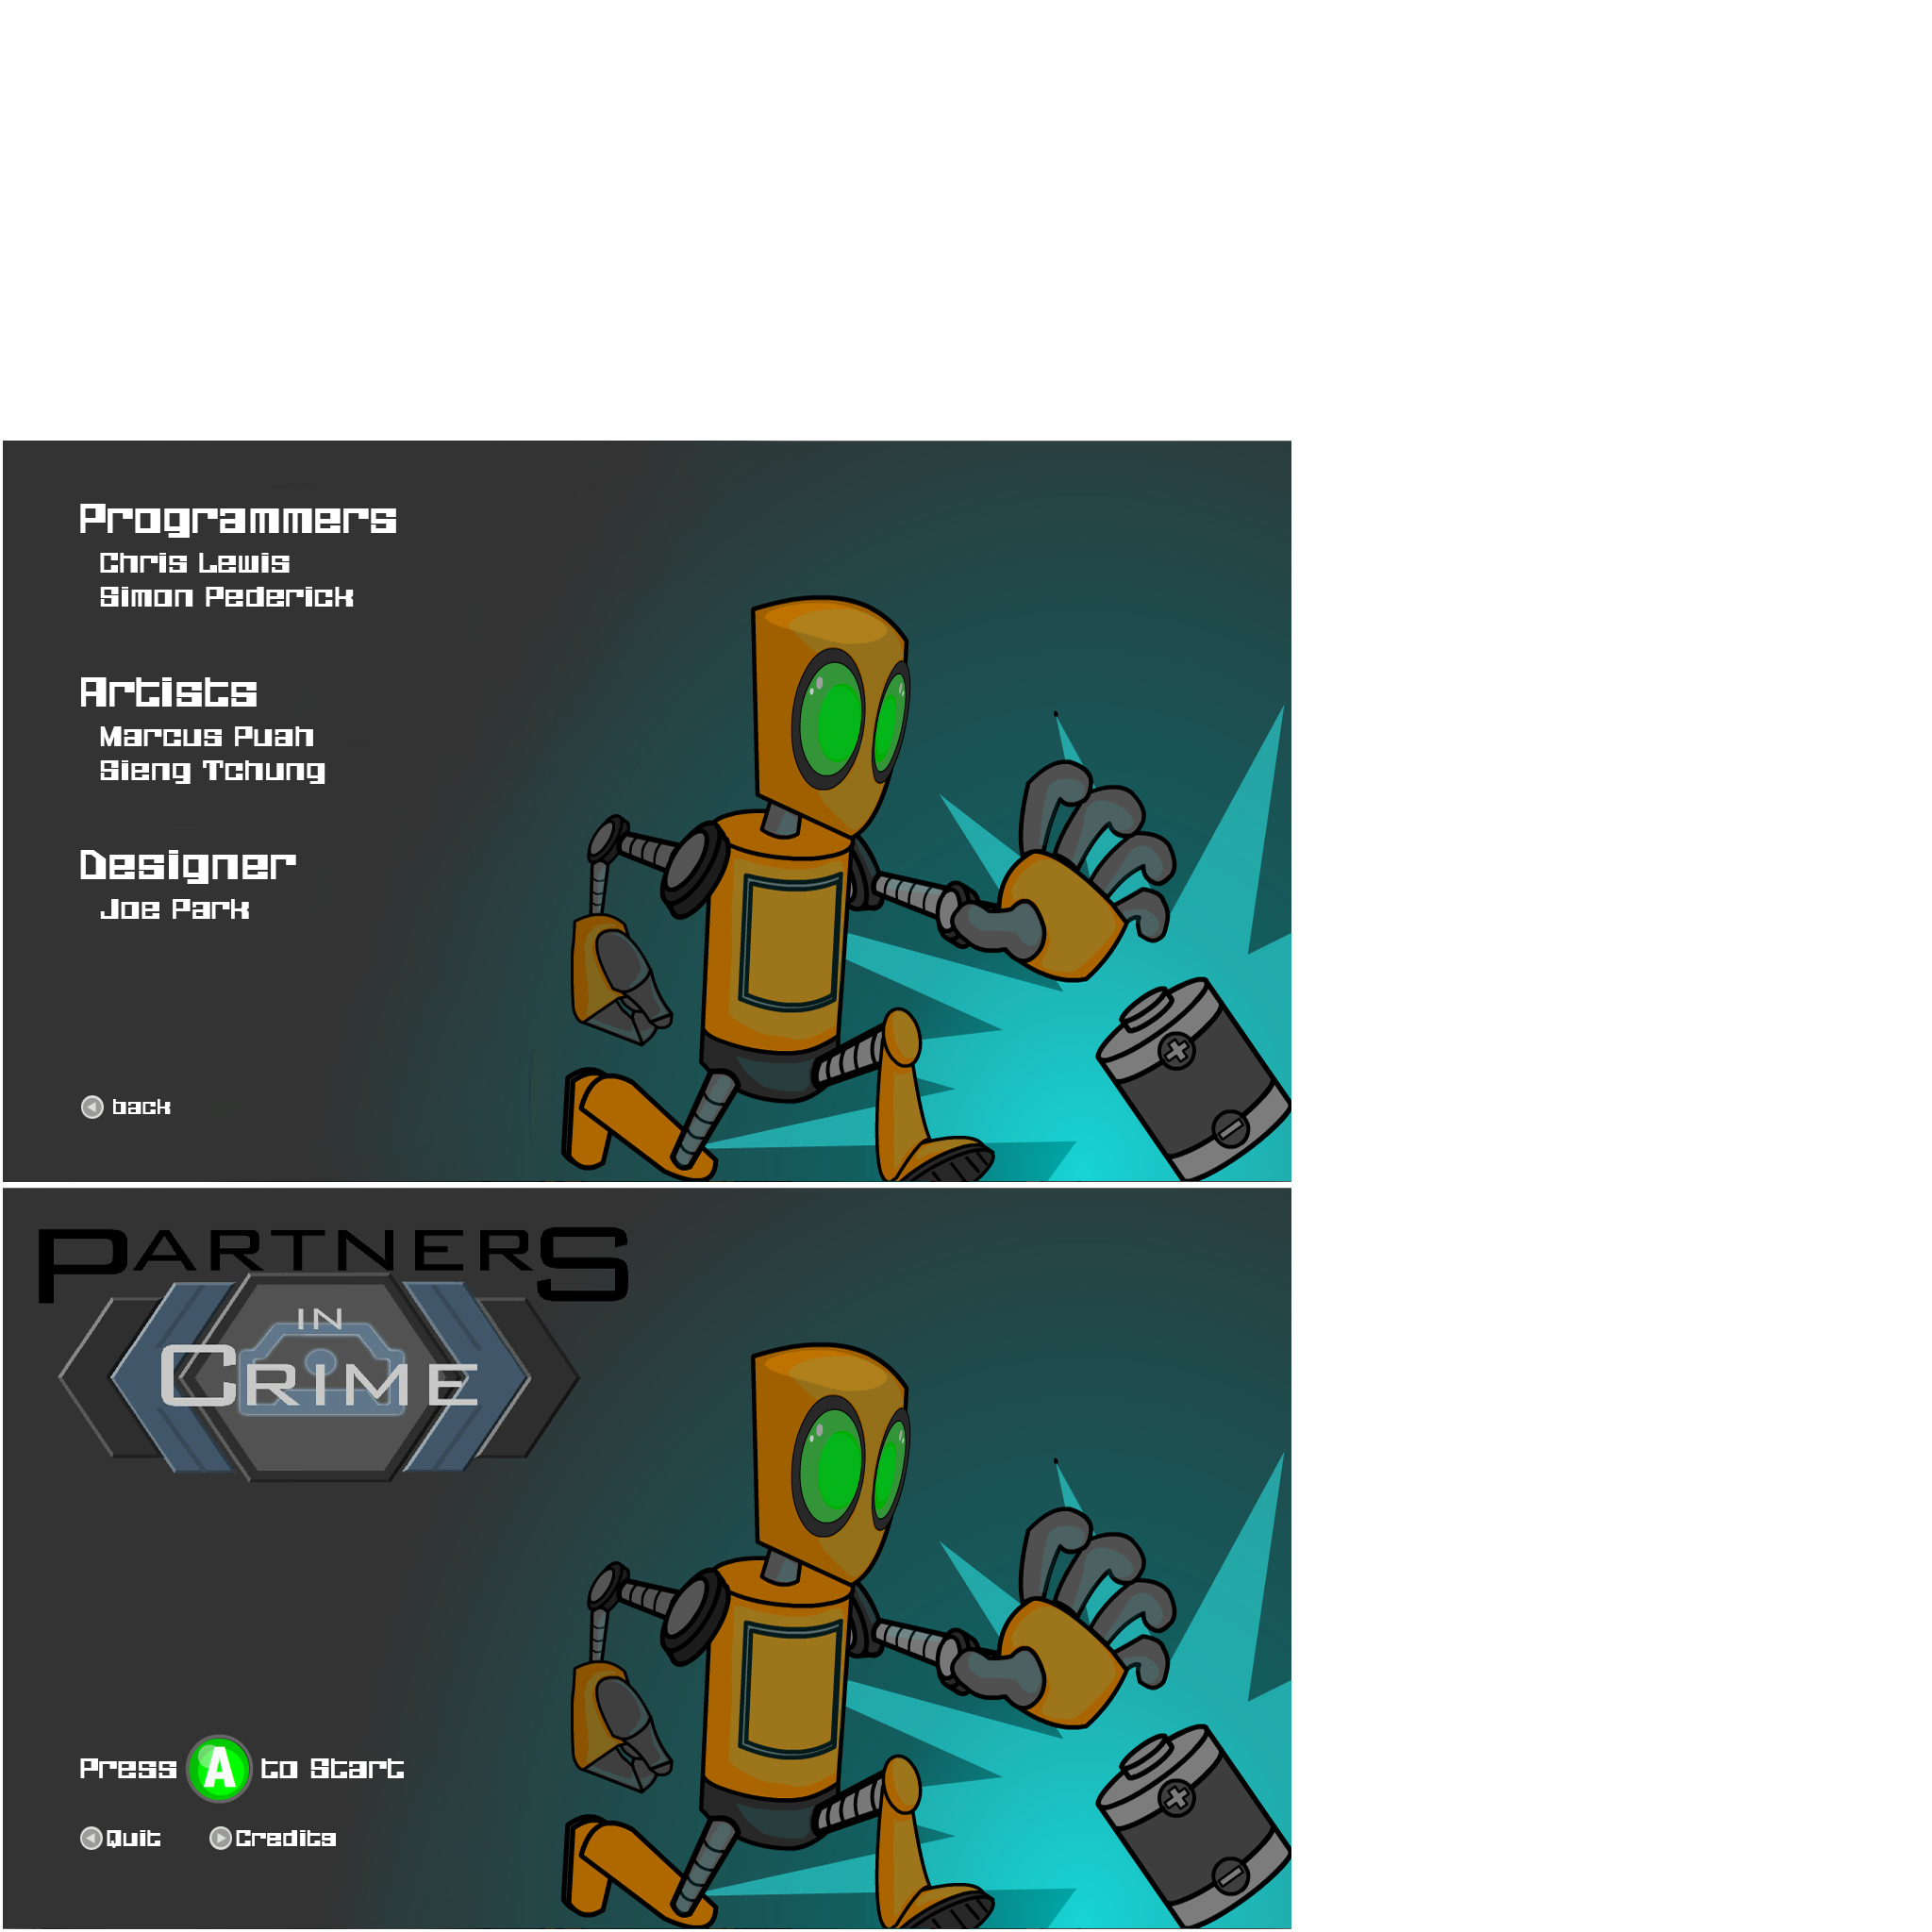 Programmers
Chris Lewis
Simon Pederick
Artists
Marcus Puah
Sieng Tchung
Designer
Joe Park
back
PARTNERS
IN
CRIME
Press A to Start
Quit Credits